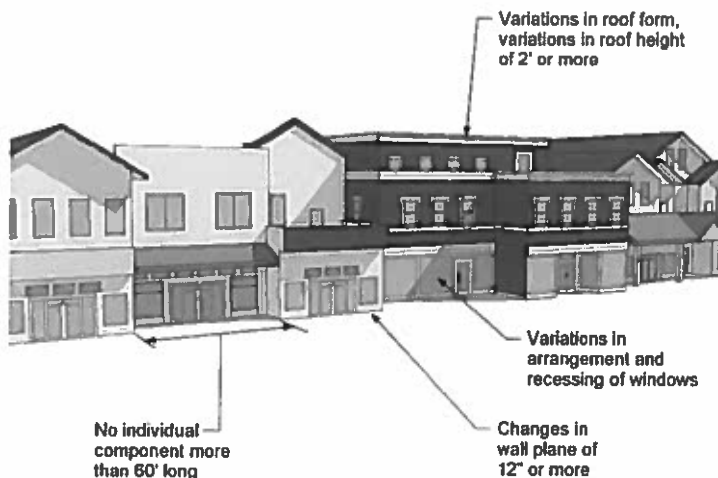 Variations in roof form,
variations in roof height
of 2' or more
Variations in
arrangement and
recessing of windows
No individual
component more
than 60' long
Changes in
wall plane of
12" or more